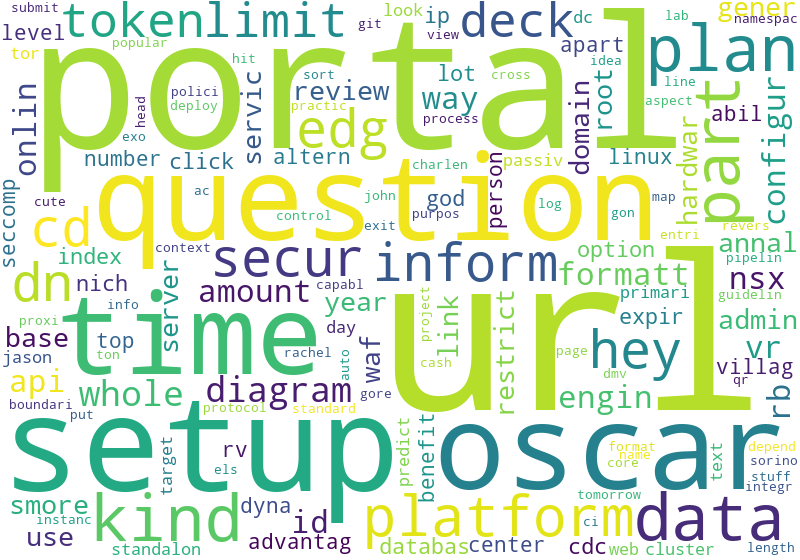 submit
level
tor
popular
token
limit
git
view
deck
look
ip
dc
lab
gener
namespac
portal
hit
sort
practic
cross
idea
apart
lot
way
plan
line
aspect
root
abil
onlin
polici
deploy
head
exo
process
review
servic
edg
domain
hardwar
part
configur
number
click
altern
passiv
linux
seccomp
cute
cd
ac
question
john
charlen
god
person
log
map
control
purpos
exit
gon
entri
revers
annal
pipelin
guidelin
context
dn
index
nich
secur
inform
option
formatt
nsx
server
amount
capabl
year
primari
admin
base
top
info
proxi
time
day
link
project
restrict
url
expir
hey
vr
jason
ton
rachel
auto
waf
cash
page
dmv
villag
qr
api
whole
diagram
gore
engin
rb
boundari
put
protocol
standard
setup
oscar
predict
benefit
text
format
name
core
depend
sorino
stuff
integr
target
rv
els
smore
instanc
kind
id
dyna
platform
tomorrow
data
use
standalon
advantag
databas
center
cdc
ci
web
cluster
length